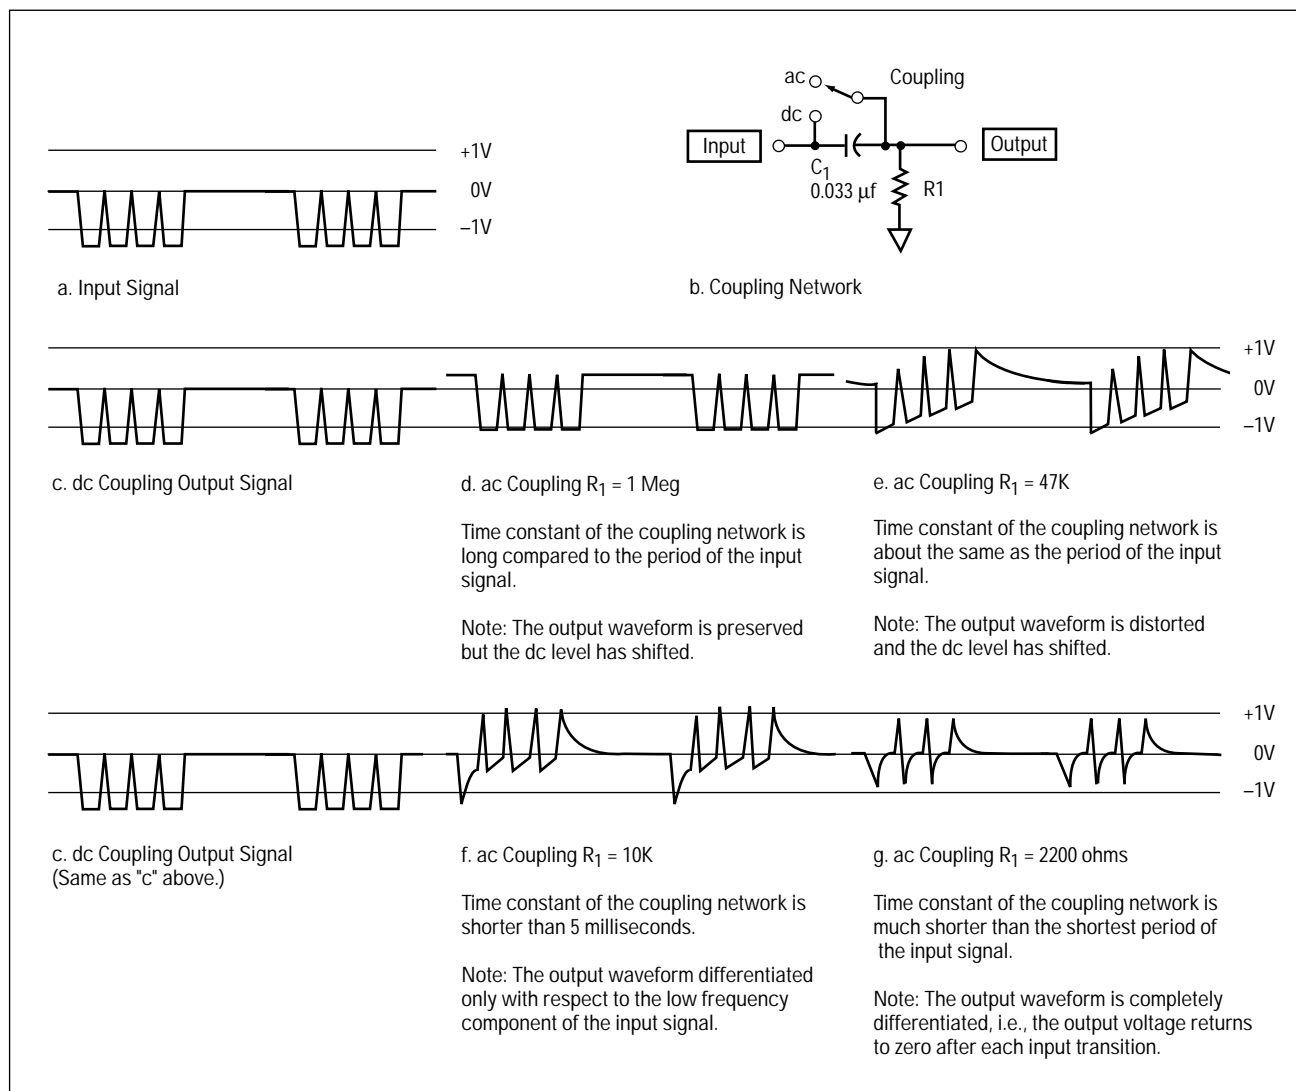 ac
Coupling
dc
Input
Output
C1
0.033 μf
R1
+1V
0V
–1V
a. Input Signal
b. Coupling Network
+1V
0V
–1V
c. dc Coupling Output Signal
d. ac Coupling R1 = 1 Meg
Time constant of the coupling network is
long compared to the period of the input
signal.
Note: The output waveform is preserved
but the dc level has shifted.
e. ac Coupling R1 = 47K
Time constant of the coupling network is
about the same as the period of the input
signal.
Note: The output waveform is distorted
and the dc level has shifted.
+1V
0V
–1V
c. dc Coupling Output Signal
(Same as "c" above.)
f. ac Coupling R1 = 10K
Time constant of the coupling network is
shorter than 5 milliseconds.
Note: The output waveform differentiated
only with respect to the low frequency
component of the input signal.
g. ac Coupling R1 = 2200 ohms
Time constant of the coupling network is
much shorter than the shortest period of
the input signal.
Note: The output waveform is completely
differentiated, i.e., the output voltage returns
to zero after each input transition.